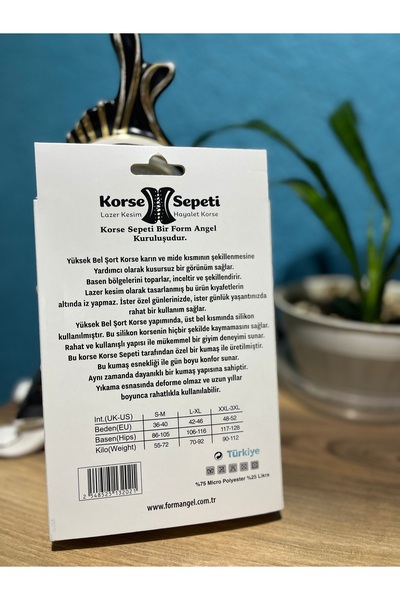 Korse Sepeti
Lazer Kesim Hayalet Korse
Korse Sepeti Bir Form Angel
Kuruluşudur.
Yüksek Bel Şort Korse karın ve mide kısmının şekillenmesine
Yardımcı olarak kusursuz bir görünüm sağlar.
Basen bölgelerini toparlar, inceltir ve şekillendirir.
Lazer kesim olarak tasarlanmış bu ürün kıyafetlerin
altında iz yapmaz. İster özel günlerinizde, ister günlük yaşantınızda
rahat bir kullanım sağlar.
Yüksek Bel Şort Korse yapımında, üst bel kısmında silikon
kullanılmıştır. Bu silikon korsenin hiçbir şekilde kaymamasını sağlar.
Rahat ve kullanışlı yapısı ile mükemmel bir giyim deneyimi sunar.
Bu korse Korse Sepeti tarafından özel bir kumaş ile üretilmiştir.
Bu kumaş esnekliği ile gün boyu konfor sunar.
Aynı zamanda dayanıklı bir kumaş yapısına sahiptir.
Yıkama esnasında deforme olmaz ve uzun yıllar
boyunca rahatlıkla kullanılabilir.
Int.(UK-US) S-M L-XL XXL-3XL
Beden(EU) 36-40 42-46 48-52
Basen(Hips) 86-105 106-116 117-128
Kilo(Weight) 55-72 70-92 90-112
Türkiye
%75 Micro Polyester %25 Likra
www.formangel.com.tr